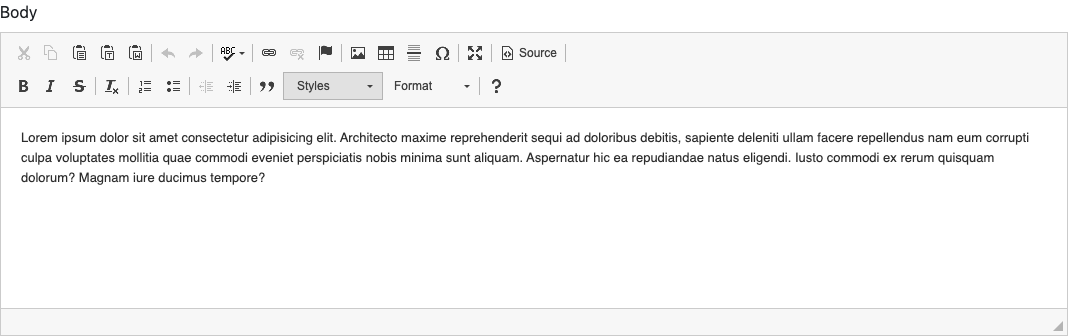 Body
ABC
Source
B I S Tx
Styles
Format
?
Lorem ipsum dolor sit amet consectetur adipisicing elit. Architecto maxime reprehenderit sequi ad doloribus debitis, sapiente deleniti ullam facere repellendus nam eum corrupti
culpa voluptates mollitia quae commodi eveniet perspiciatis nobis minima sunt aliquam. Aspernatur hic ea repudiandae natus eligendi. Iusto commodi ex rerum quisquam
dolorum? Magnam iure ducimus tempore?